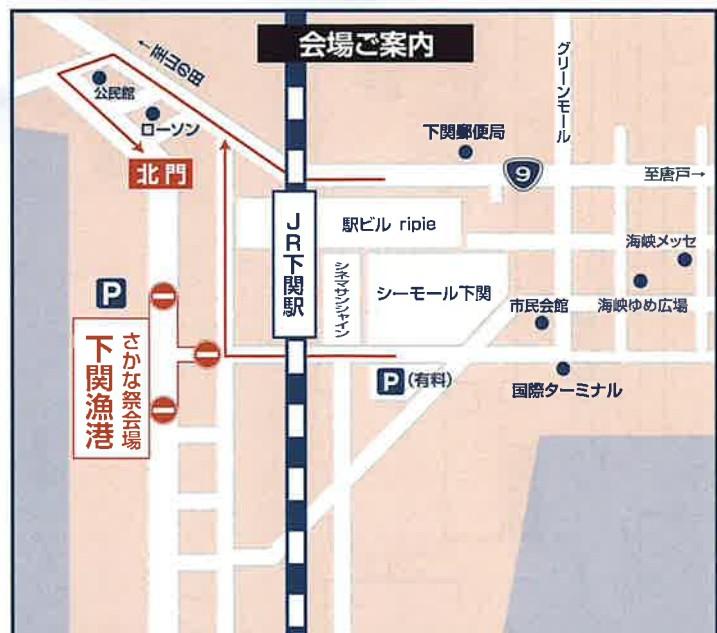 会場ご案内
←至山の田
公民館
ローソン
北門
グリーンモール
下関郵便局
9
至唐戸→
JR下関駅
駅ビル ripie
シネマサンシャイン
シーモール下関
海峡メッセ
海峡ゆめ広場
市民会館
国際ターミナル
P
P(有料)
さかな祭会場
下関漁港